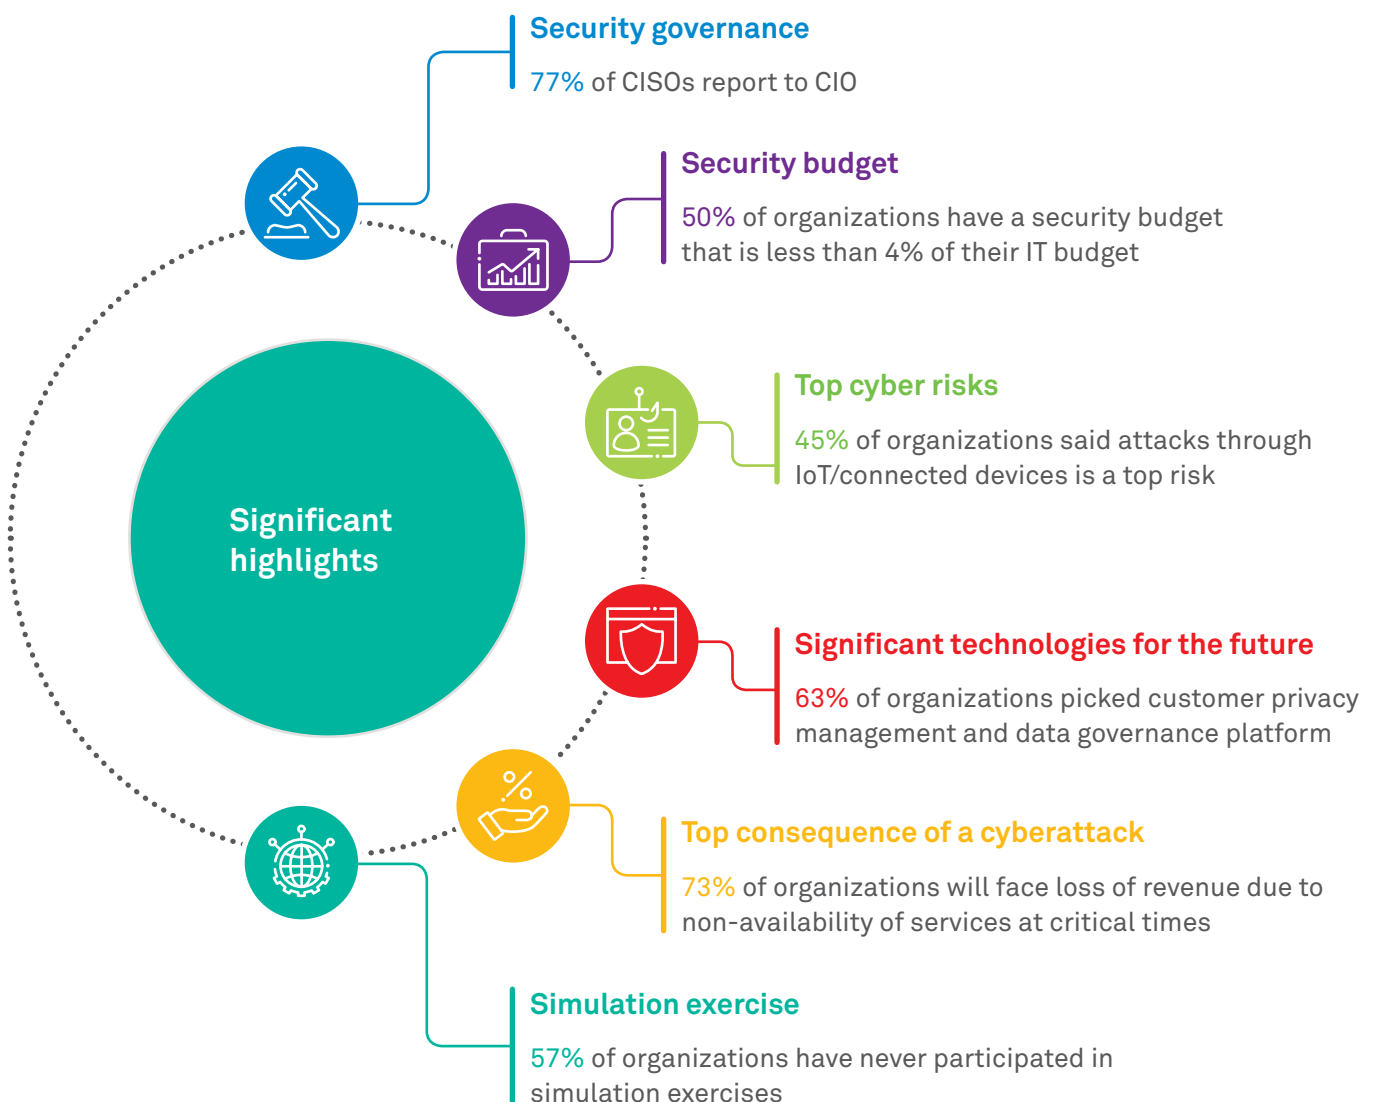 Security governance
77% of CISOs report to CIO
Security budget
50% of organizations have a security budget
that is less than 4% of their IT budget
Top cyber risks
45% of organizations said attacks through
IoT/connected devices is a top risk
Significant
highlights
Significant technologies for the future
63% of organizations picked customer privacy
management and data governance platform
Top consequence of a cyberattack
73% of organizations will face loss of revenue due to
non-availability of services at critical times
Simulation exercise
57% of organizations have never participated in
simulation exercises